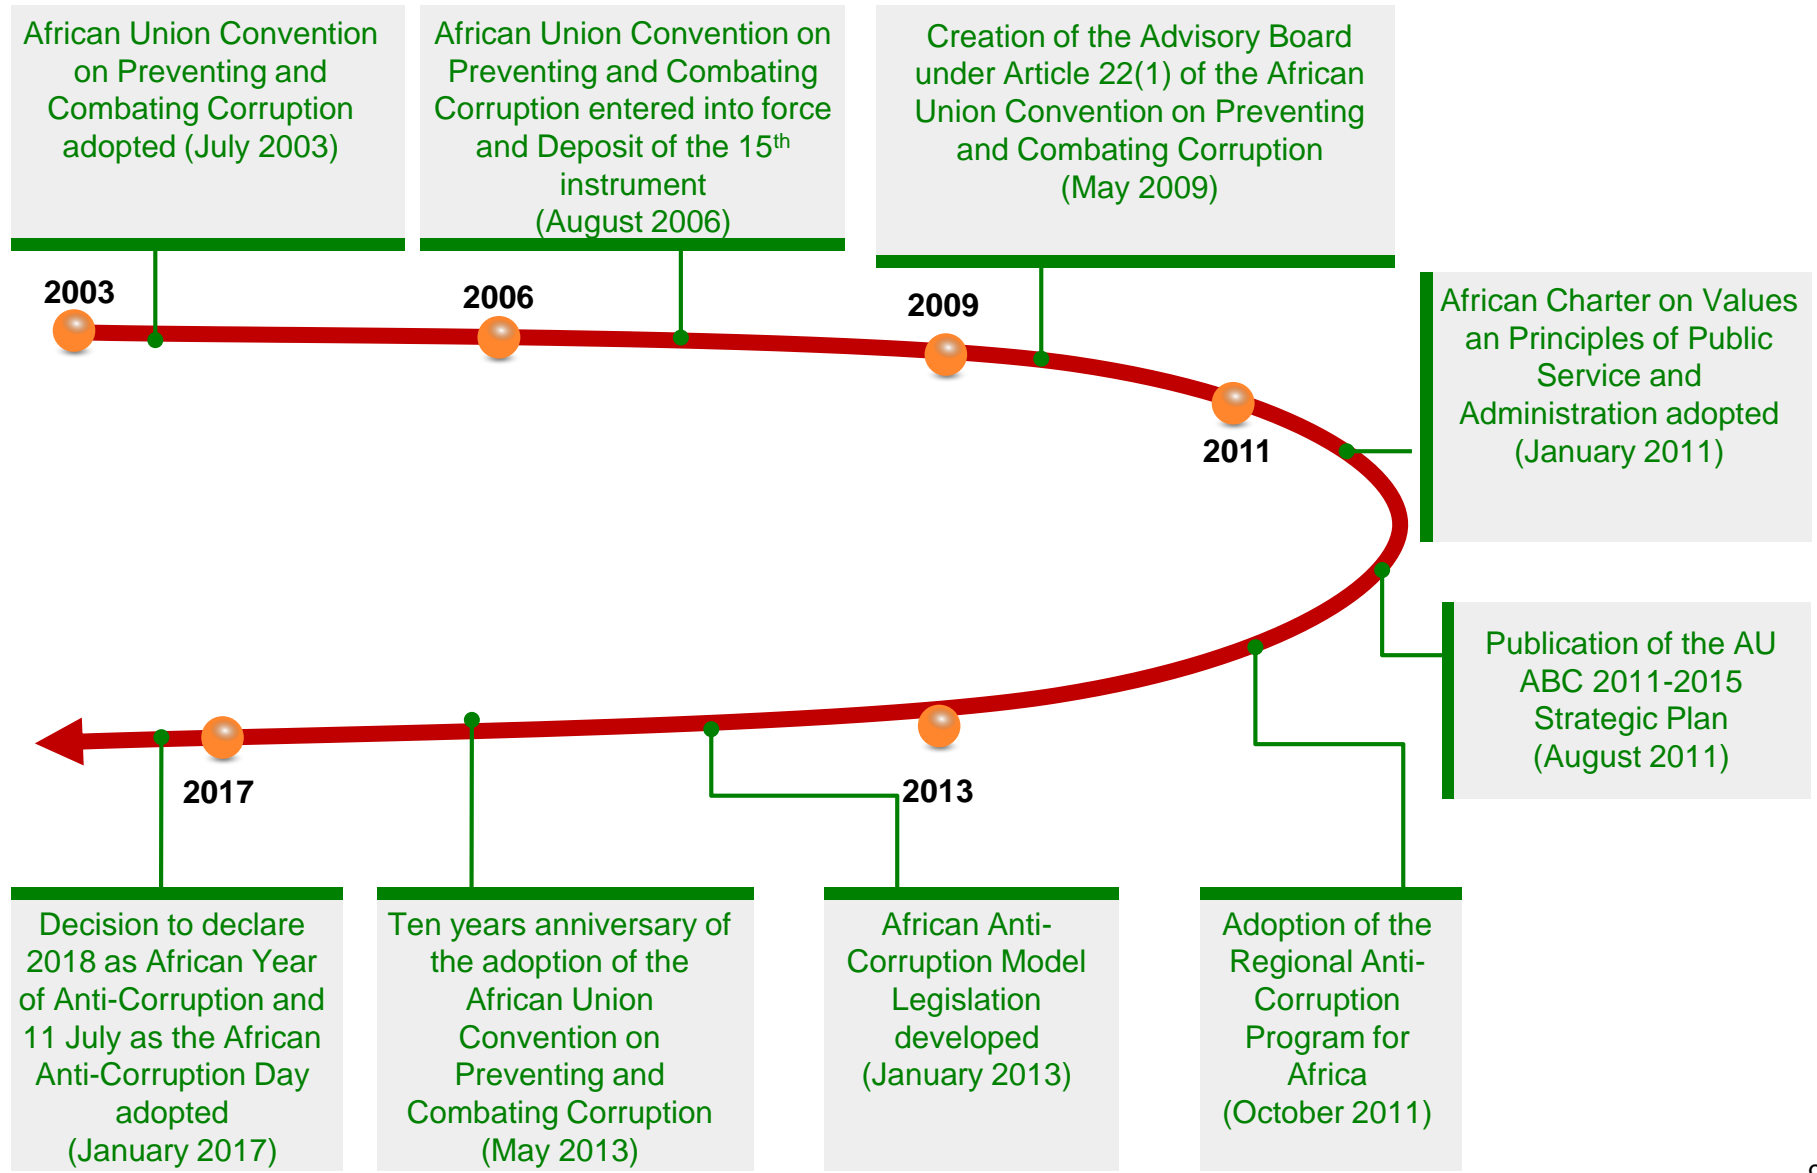 African Union Convention
on Preventing and
Combating Corruption
adopted (July 2003)
African Union Convention on
Preventing and Combating
Corruption entered into force
and Deposit of the 15th
instrument
(August 2006)
Creation of the Advisory Board
under Article 22(1) of the African
Union Convention on Preventing
and Combating Corruption
(May 2009)
2003
2006
2009
2011
African Charter on Values
an Principles of Public
Service and
Administration adopted
(January 2011)
Publication of the AU
ABC 2011-2015
Strategic Plan
(August 2011)
2013
2017
Adoption of the
Regional Anti-
Corruption
Program for
Africa
(October 2011)
African Anti-
Corruption Model
Legislation
developed
(January 2013)
Ten years anniversary of
the adoption of the
African Union
Convention on
Preventing and
Combating Corruption
(May 2013)
Decision to declare
2018 as African Year
of Anti-Corruption and
11 July as the African
Anti-Corruption Day
adopted
(January 2017)